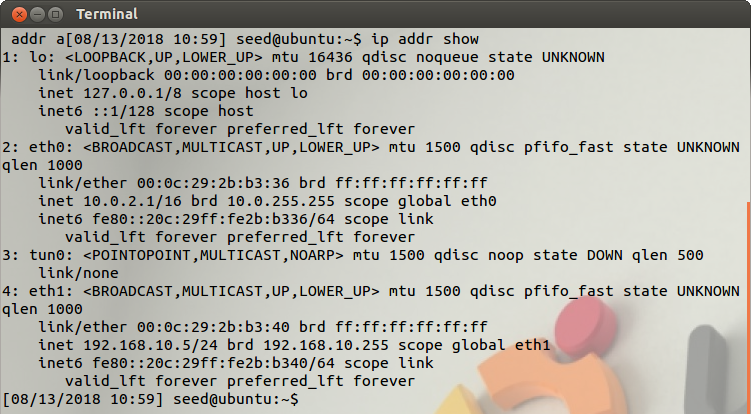 Terminal
addr a[08/13/2018 10:59] seed@ubuntu:~$ ip addr show
1: lo: <LOOPBACK,UP,LOWER_UP> mtu 16436 qdisc noqueue state UNKNOWN
    link/loopback 00:00:00:00:00:00 brd 00:00:00:00:00:00
    inet 127.0.0.1/8 scope host lo
    inet6 ::1/128 scope host
       valid_lft forever preferred_lft forever
2: eth0: <BROADCAST,MULTICAST,UP,LOWER_UP> mtu 1500 qdisc pfifo_fast state UNKNOWN
qlen 1000
    link/ether 00:0c:29:2b:b3:36 brd ff:ff:ff:ff:ff:ff
    inet 10.0.2.1/16 brd 10.0.255.255 scope global eth0
    inet6 fe80::20c:29ff:fe2b:b336/64 scope link
       valid_lft forever preferred_lft forever
3: tun0: <POINTOPOINT,MULTICAST,NOARP> mtu 1500 qdisc noop state DOWN qlen 500
    link/none
4: eth1: <BROADCAST,MULTICAST,UP,LOWER_UP> mtu 1500 qdisc pfifo_fast state UNKNOWN
qlen 1000
    link/ether 00:0c:29:2b:b3:40 brd ff:ff:ff:ff:ff:ff
    inet 192.168.10.5/24 brd 192.168.10.255 scope global eth1
    inet6 fe80::20c:29ff:fe2b:b340/64 scope link
       valid_lft forever preferred_lft forever
[08/13/2018 10:59] seed@ubuntu:~$